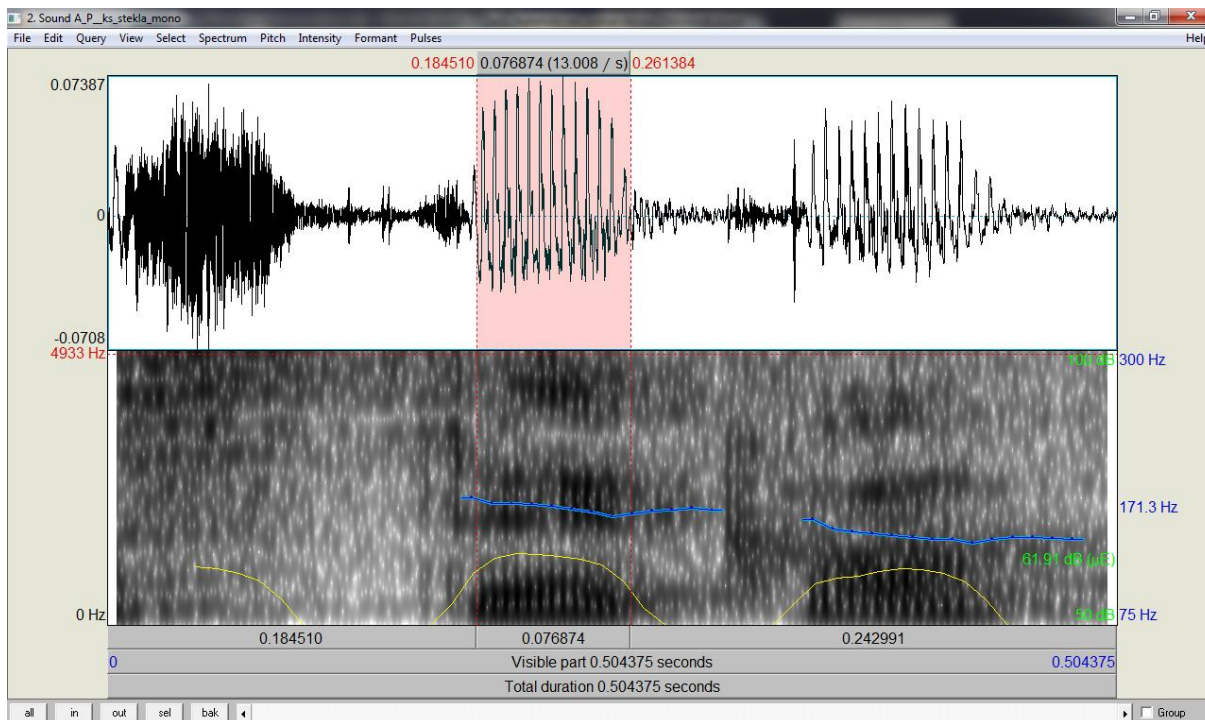 2. Sound A_P__ks_stekla_mono
File Edit Query View Select Spectrum Pitch Intensity Formant Pulses Help
0.184510 0.076874 (13.008 / s) 0.261384
0.07387
0
-0.0708
4933 Hz
100 dB 300 Hz
171.3 Hz
61.91 dB (µE)
0 Hz
50 dB 75 Hz
0.184510 0.076874 0.242991
0 Visible part 0.504375 seconds 0.504375
Total duration 0.504375 seconds
all in out sel bak Group